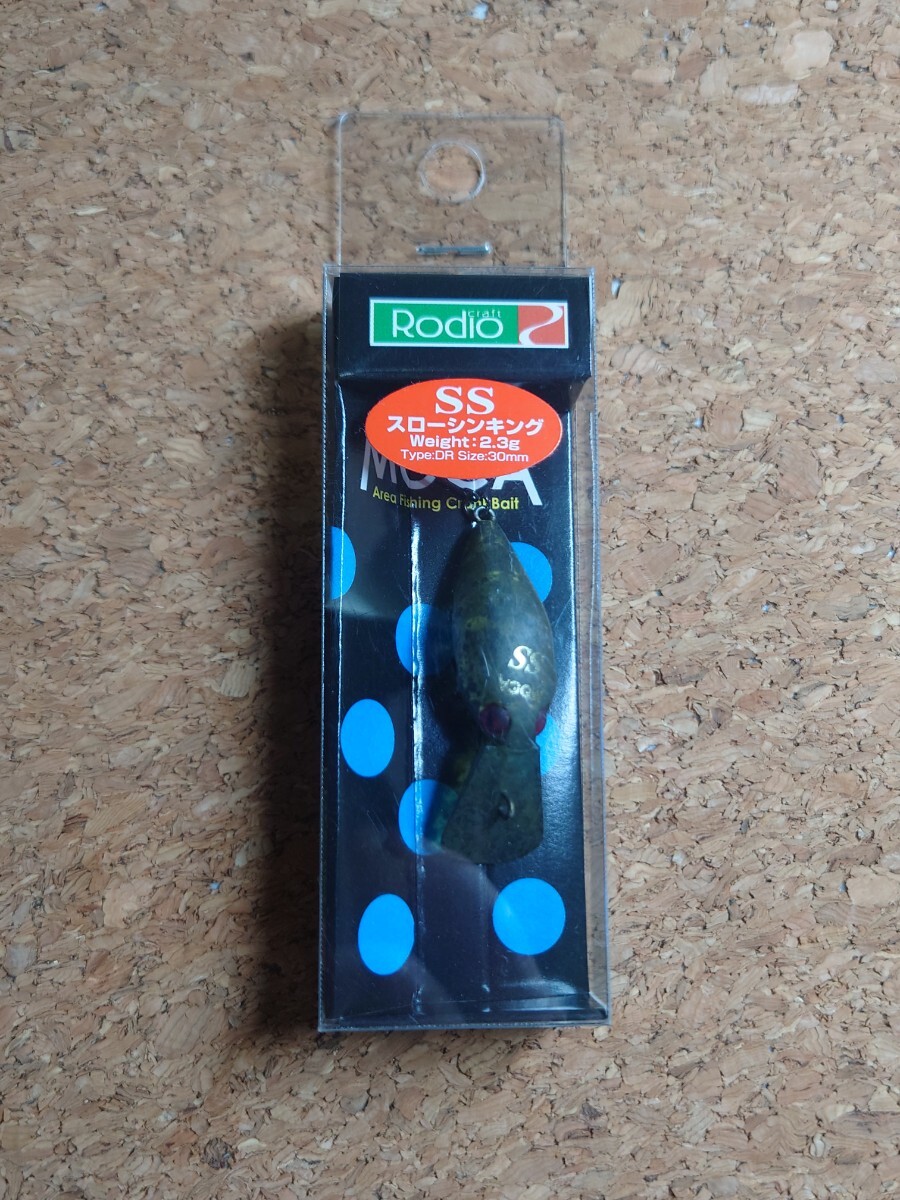 craft
Rodio
SS
スローシンキング
Weight:2.3g
Type:DR Size:30mm
Area Fishing Crank Bait
SS